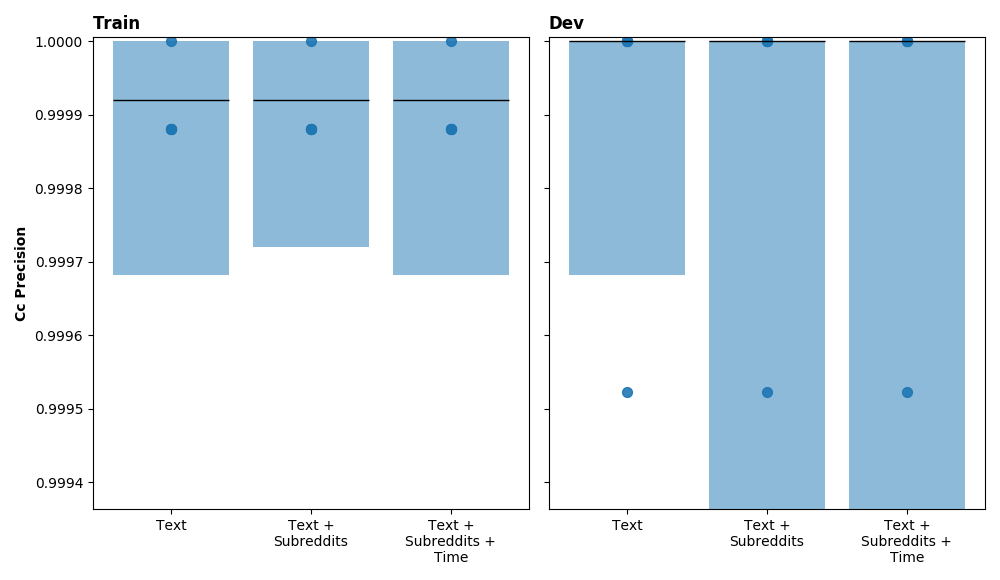 Train
Dev
Cc Precision
1.0000
0.9999
0.9998
0.9997
0.9996
0.9995
0.9994
Text
Text +
Subreddits
Text +
Subreddits +
Time
Text
Text +
Subreddits
Text +
Subreddits +
Time